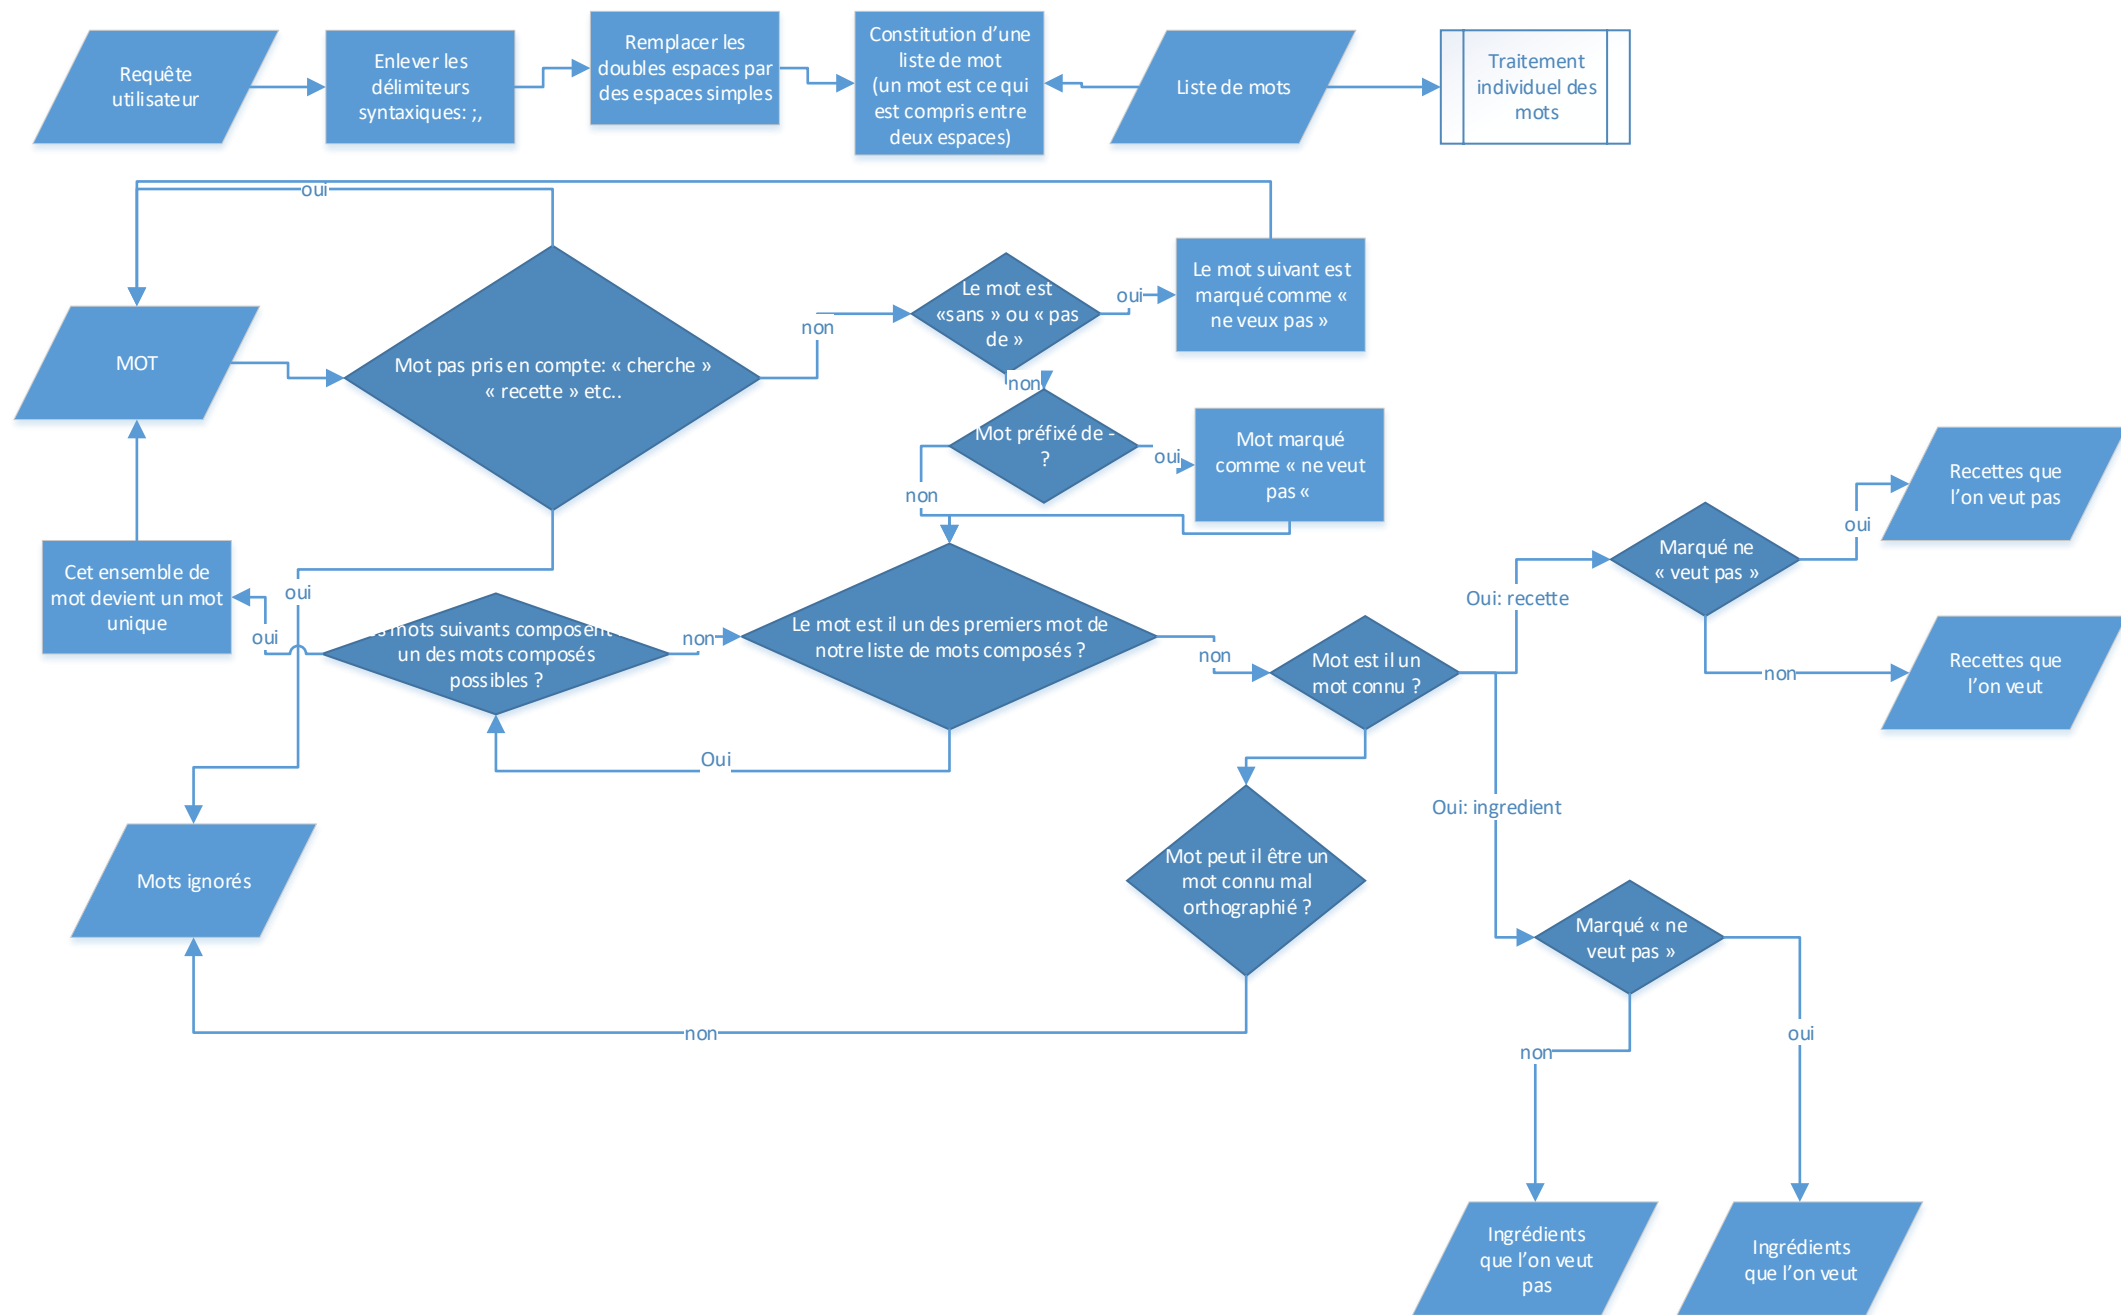 Requête
utilisateur
Enlever les
délimiteurs
syntaxiques: ;,,
Remplacer les
doubles espaces par
des espaces simples
Constitution d’une
liste de mot
(un mot est ce qui
est compris entre
deux espaces)
Liste de mots
Traitement
individuel des
mots
oui
MOT
Mot pas pris en compte: « cherche »
« recette » etc..
non
Le mot est
«sans » ou « pas
de »
oui
Le mot suivant est
marqué comme «
ne veux pas »
non
Mot préfixé de -
?
oui
Mot marqué
comme « ne veut
pas «
non
Cet ensemble de
mot devient un mot
unique
oui
oui
mots suivants composent
un des mots composés
possibles ?
non
Le mot est il un des premiers mot de
notre liste de mots composés ?
Oui
non
Mot est il un
mot connu ?
Oui: recette
Marqué ne
« veut pas »
oui
Recettes que
l’on veut pas
non
Recettes que
l’on veut
Oui: ingredient
Mots ignorés
Mot peut il être un
mot connu mal
orthographié ?
non
Marqué « ne
veut pas »
non
oui
Ingrédients
que l’on veut
pas
Ingrédients
que l’on veut